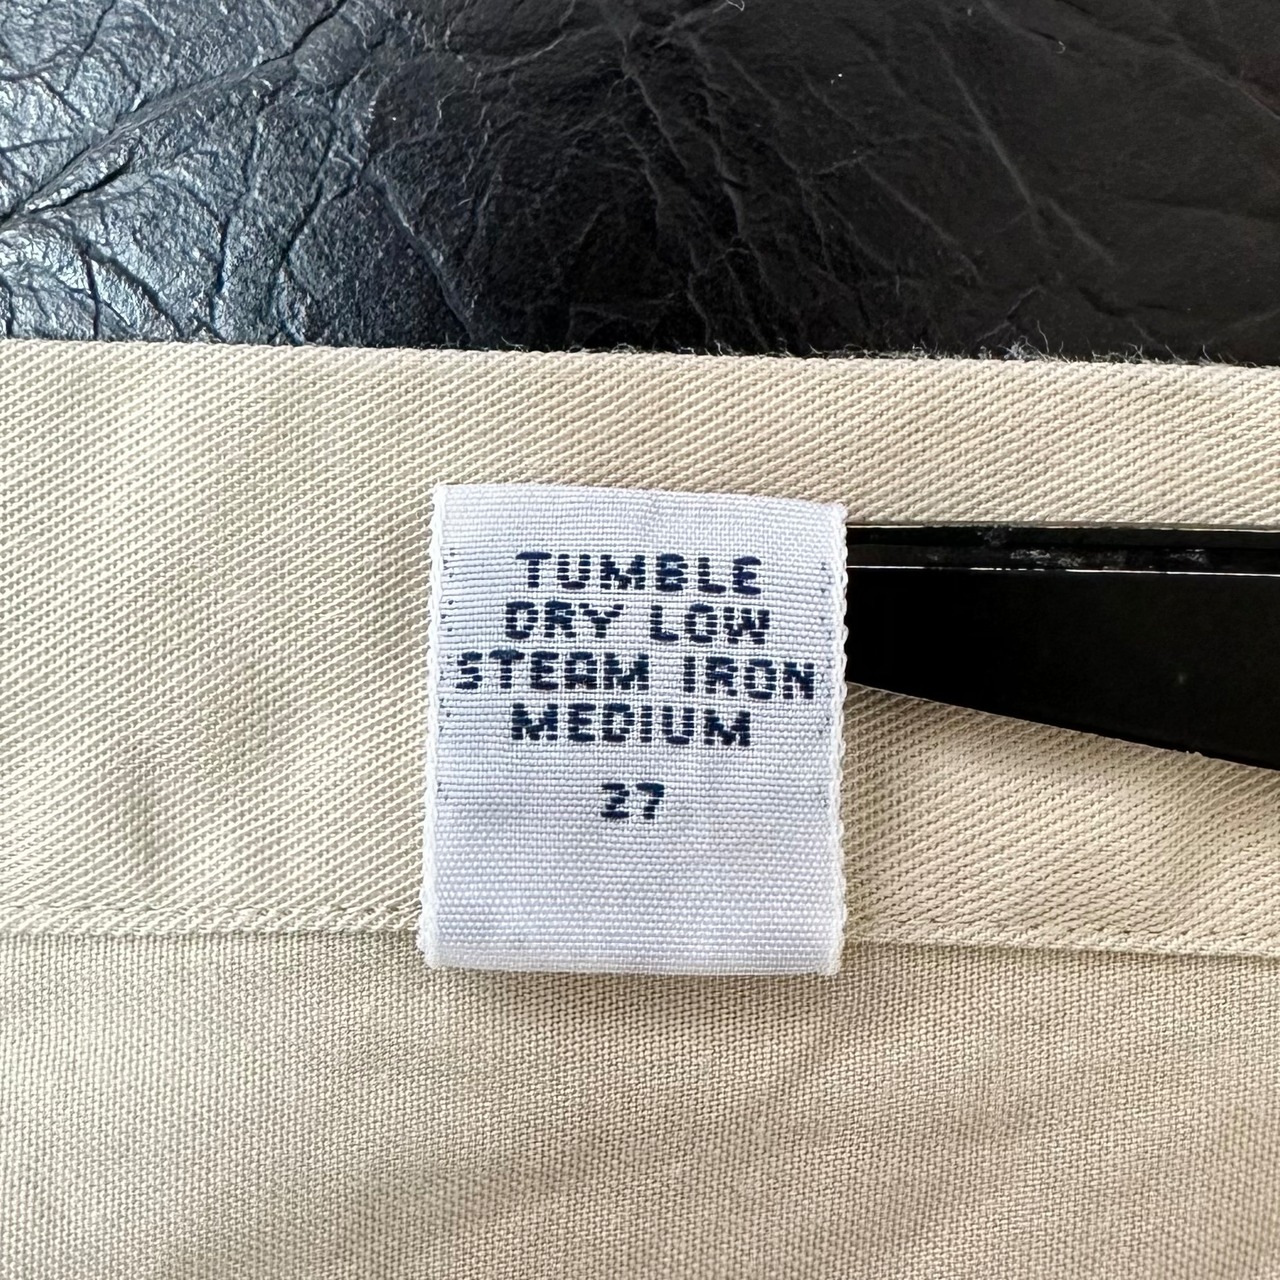 TUMBLE
DRY LOW
STEAM IRON
MEDIUM
27